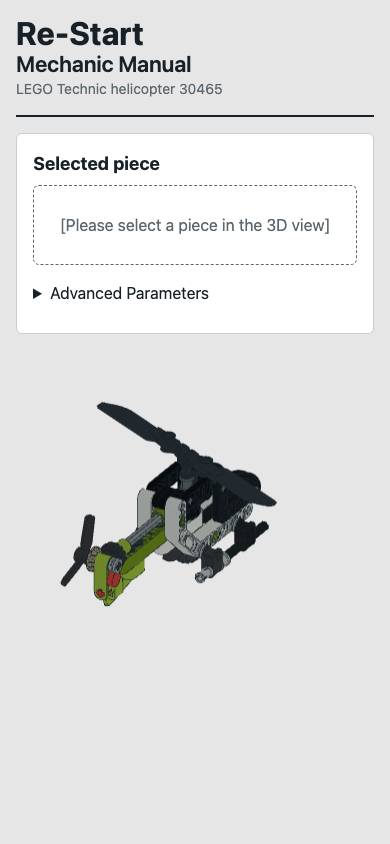 Re-Start
Mechanic Manual
LEGO Technic helicopter 30465
Selected piece
[Please select a piece in the 3D view]
Advanced Parameters